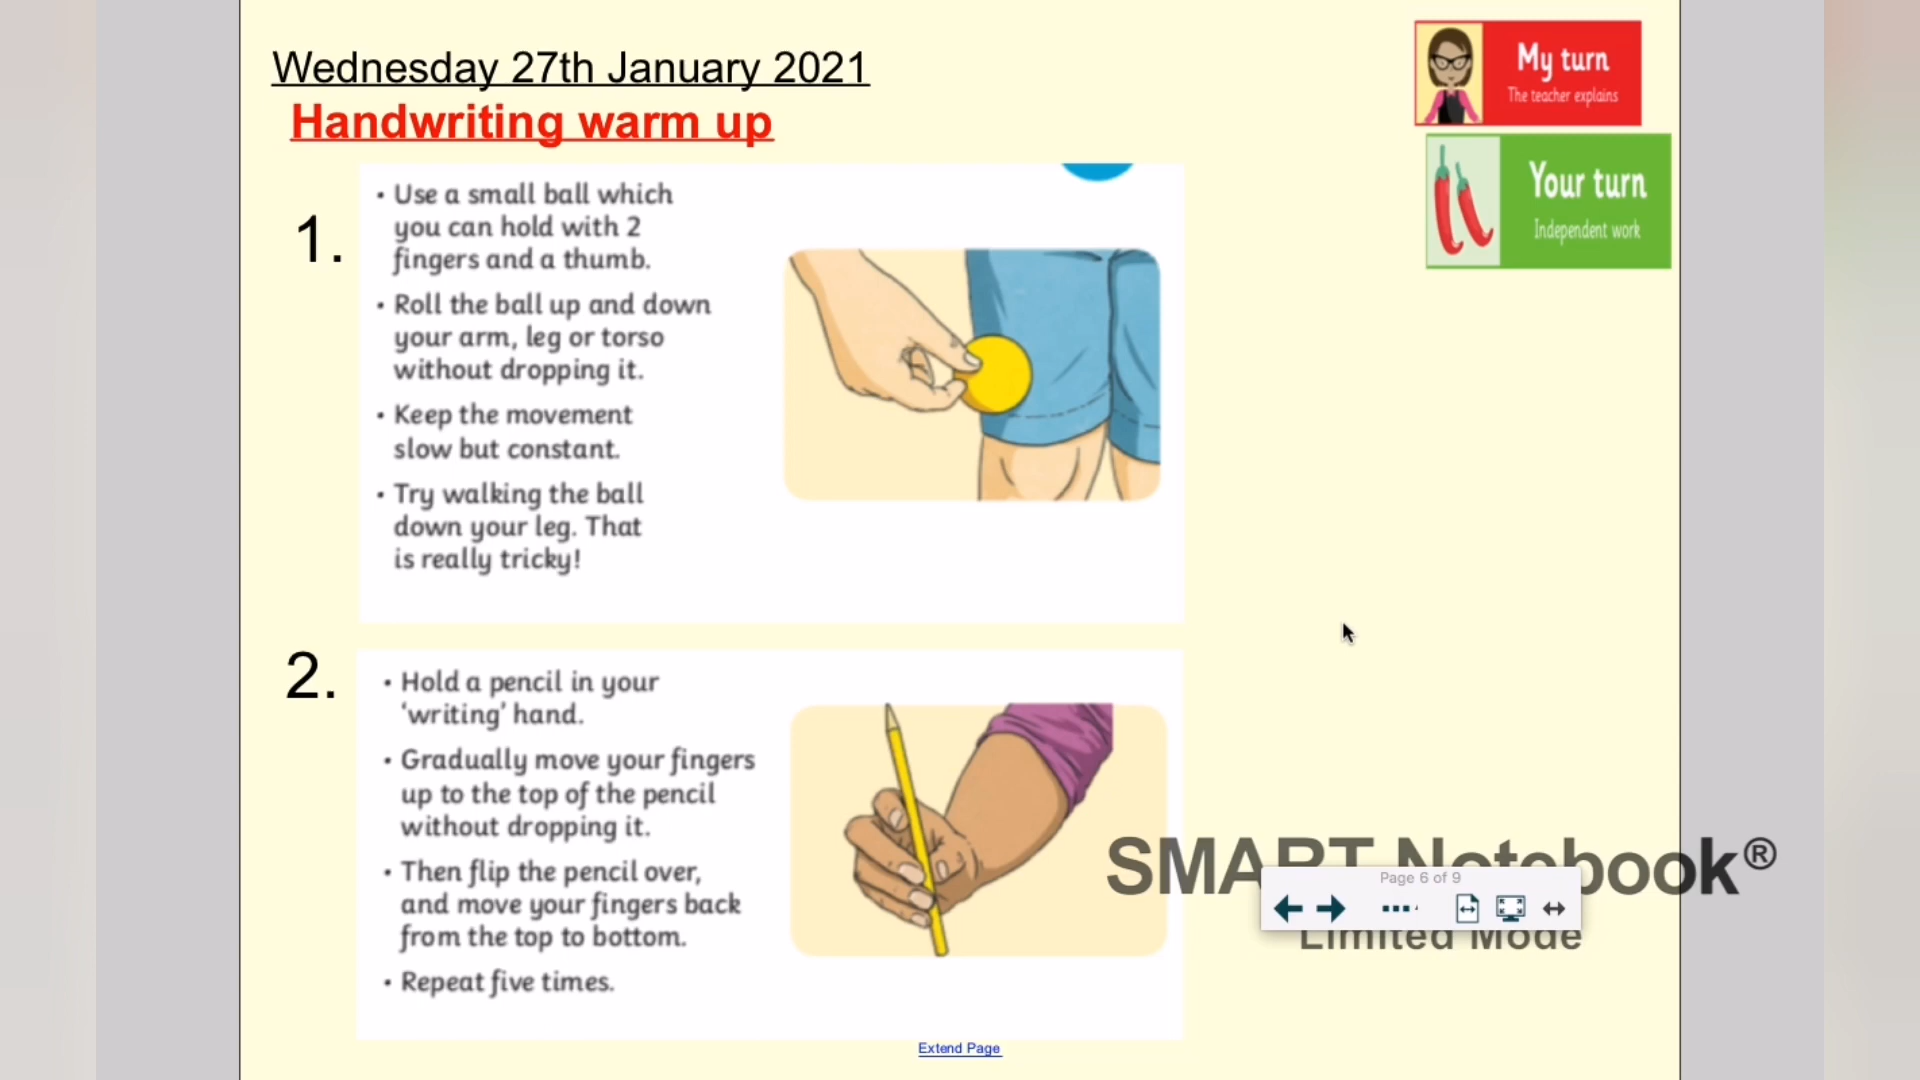 Wednesday 27th January 2021
Handwriting warm up
My turn
The teacher explains
Your turn
Independent work
1.
• Use a small ball which
you can hold with 2
fingers and a thumb.
• Roll the ball up and down
your arm, leg or torso
without dropping it.
• Keep the movement
slow but constant.
• Try walking the ball
down your leg. That
is really tricky!
2.
• Hold a pencil in your
‘writing’ hand.
• Gradually move your fingers
up to the top of the pencil
without dropping it.
• Then flip the pencil over,
and move your fingers back
from the top to bottom.
• Repeat five times.
SMART Notebook®
Page 6 of 9
Limited Mode
Extend Page